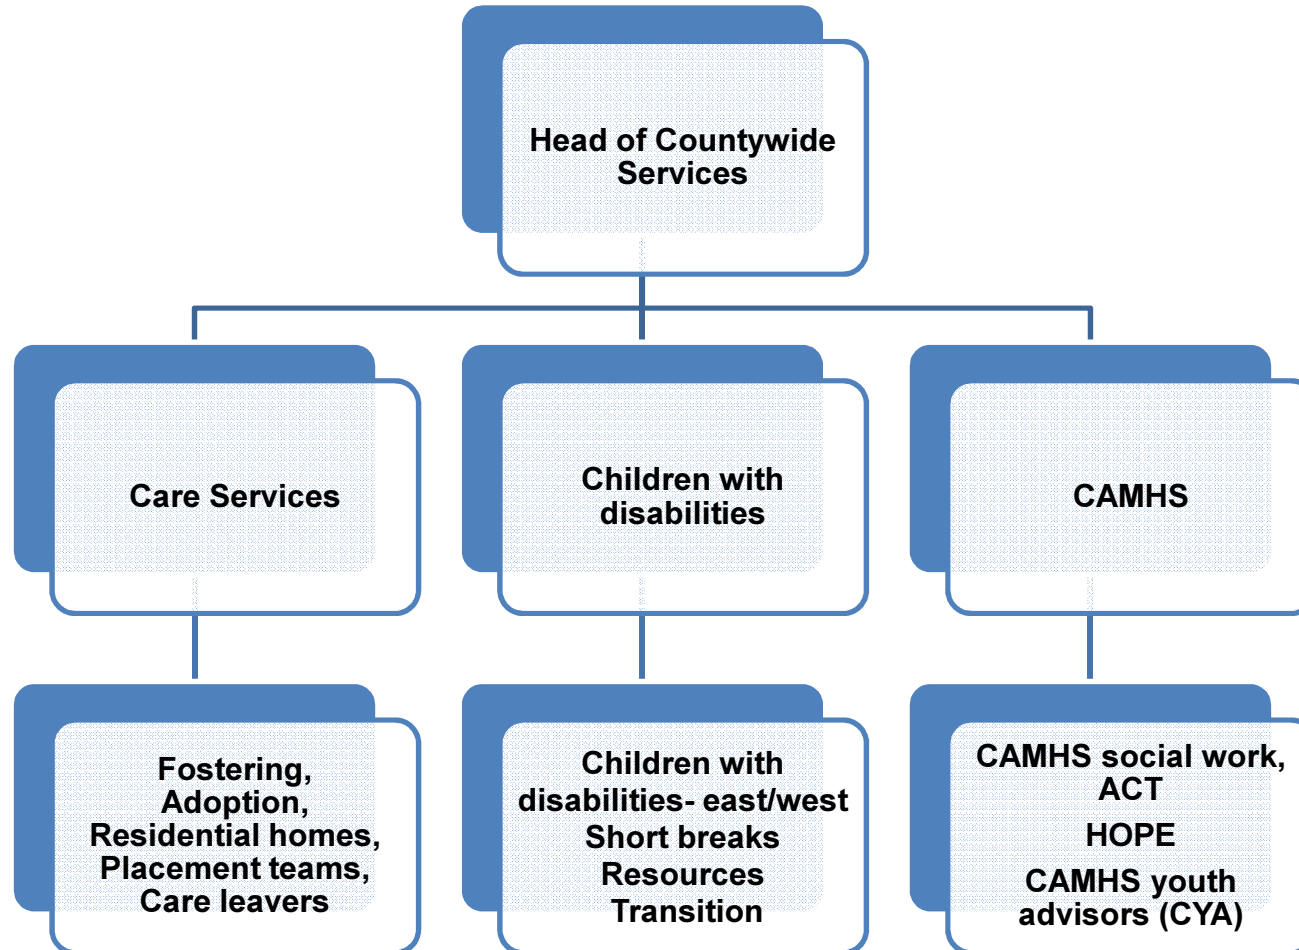 Head of Countywide
Services
Care Services
Children with
disabilities
CAMHS
Fostering,
Adoption,
Residential homes,
Placement teams,
Care leavers
Children with
disabilities- east/west
Short breaks
Resources
Transition
CAMHS social work,
ACT
HOPE
CAMHS youth
advisors (CYA)